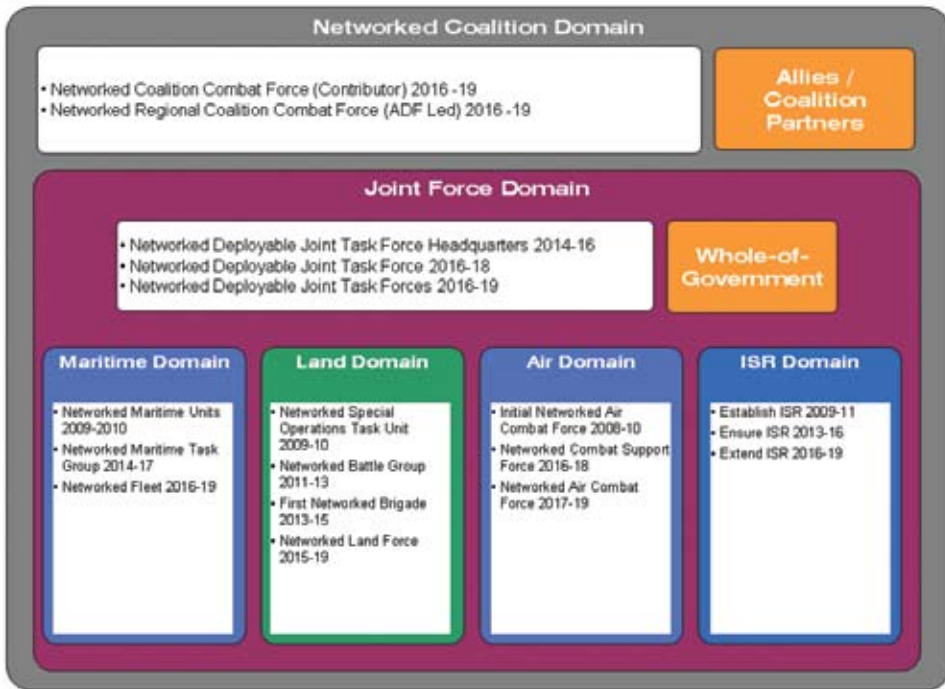 Networked Coalition Domain
• Networked Coalition Combat Force (Contributor) 2016 -19
• Networked Regional Coalition Combat Force (ADF Led) 2016 -19
Allies /
Coalition
Partners
Joint Force Domain
• Networked Deployable Joint Task Force Headquarters 2014-16
• Networked Deployable Joint Task Force 2016-18
• Networked Deployable Joint Task Forces 2016-19
Whole-of-
Government
Maritime Domain
• Networked Maritime Units
2009-2010
• Networked Maritime Task
Group 2014-17
• Networked Fleet 2016-19
Land Domain
• Networked Special
Operations Task Unit
2009-10
• Networked Battle Group
2011-13
• First Networked Brigade
2013-15
• Networked Land Force
2015-19
Air Domain
• Initial Networked Air
Combat Force 2008-10
• Networked Combat Support
Force 2016-18
• Networked Air Combat
Force 2017-19
ISR Domain
• Establish ISR 2009-11
• Ensure ISR 2013-16
• Extend ISR 2016-19